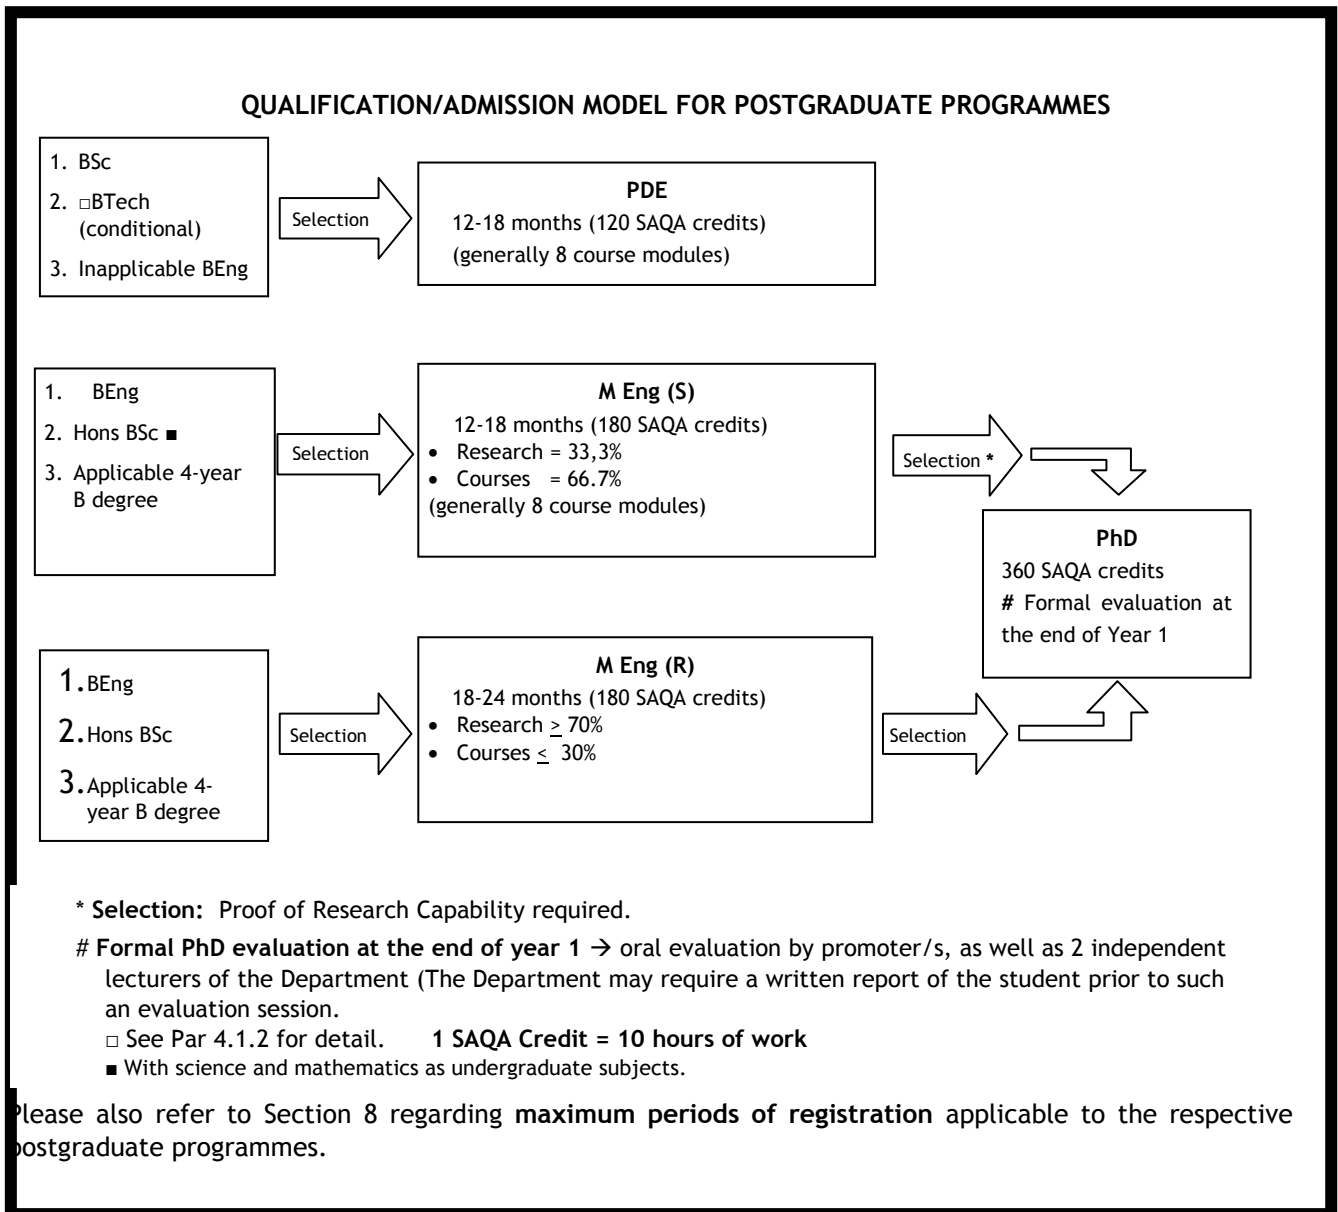 QUALIFICATION/ADMISSION MODEL FOR POSTGRADUATE PROGRAMMES
1. BSc
2. □BTech
(conditional)
3. Inapplicable BEng
Selection
PDE
12-18 months (120 SAQA credits)
(generally 8 course modules)
1. BEng
2. Hons BSc ■
3. Applicable 4-year
B degree
Selection
M Eng (S)
12-18 months (180 SAQA credits)
• Research = 33,3%
• Courses = 66.7%
(generally 8 course modules)
Selection *
PhD
360 SAQA credits
# Formal evaluation at
the end of Year 1
1.BEng
2.Hons BSc
3.Applicable 4-
year B degree
Selection
M Eng (R)
18-24 months (180 SAQA credits)
• Research ≥ 70%
• Courses ≤ 30%
Selection
* Selection: Proof of Research Capability required.
# Formal PhD evaluation at the end of year 1 → oral evaluation by promoter/s, as well as 2 independent
lecturers of the Department (The Department may require a written report of the student prior to such
an evaluation session.
□ See Par 4.1.2 for detail. 1 SAQA Credit = 10 hours of work
■ With science and mathematics as undergraduate subjects.
Please also refer to Section 8 regarding maximum periods of registration applicable to the respective
postgraduate programmes.